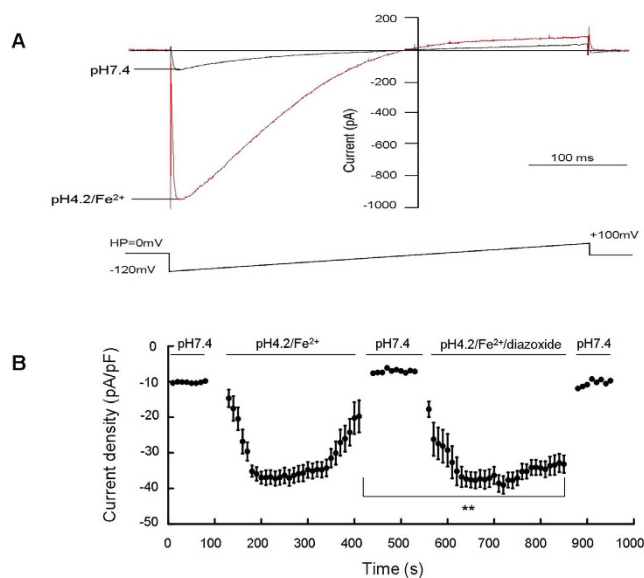 A
200
0
-200
-400
-600
-800
-1000
Current (pA)
pH7.4
pH4.2/Fe²⁺
100 ms
HP=0mV
-120mV
+100mV
B
pH7.4
pH4.2/Fe²⁺
pH7.4
pH4.2/Fe²⁺/diazoxide
pH7.4
0
-10
-20
-30
-40
-50
Current density (pA/pF)
**
0 100 200 300 400 500 600 700 800 900 1000
Time (s)